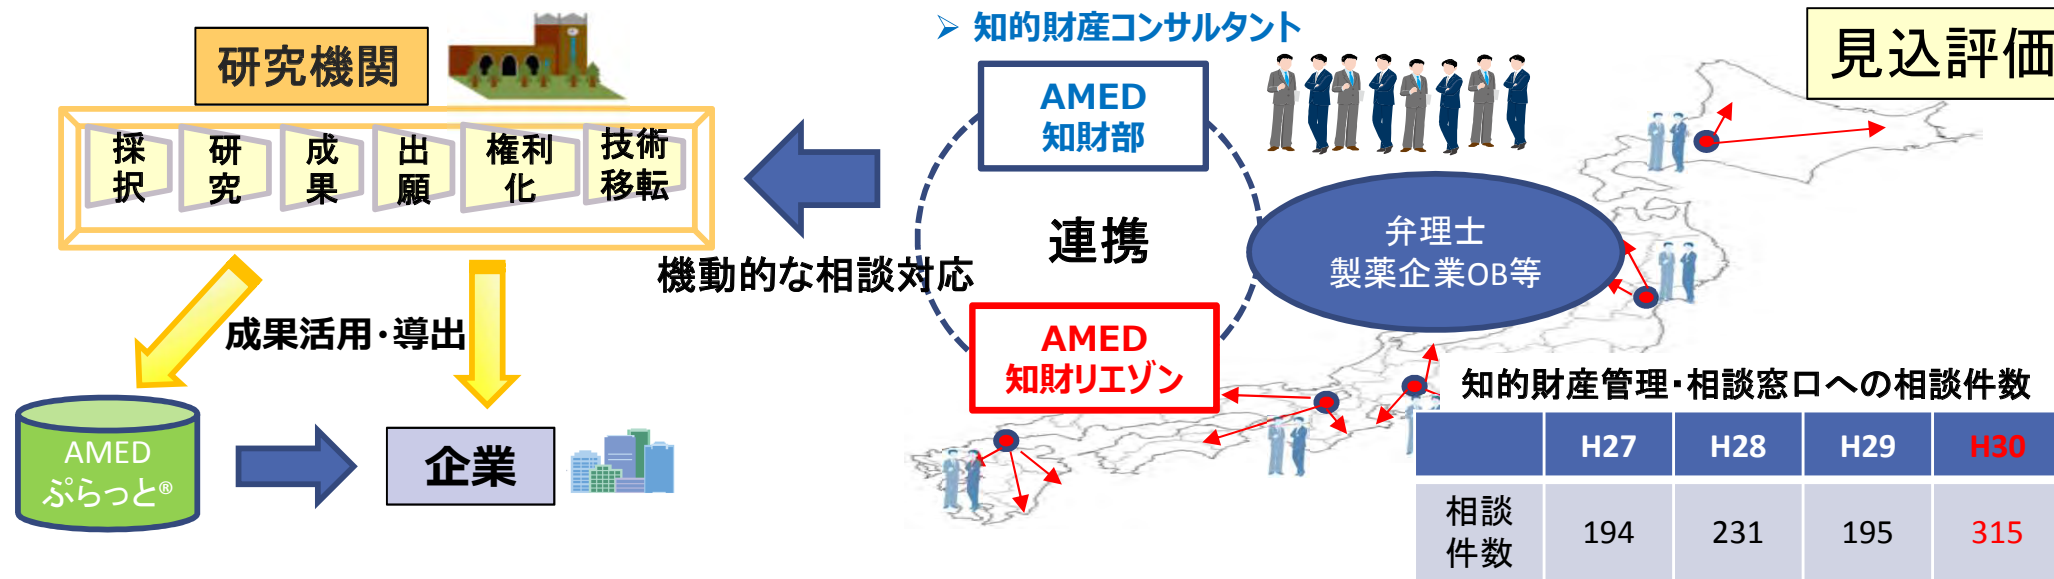 研究機関
採択
研究
成果
出願
権利化
技術移転
成果活用・導出
AMED
ぷらっと®
企業
機動的な相談対応
➢ 知的財産コンサルタント
AMED
知財部
連携
AMED
知財リエゾン
弁理士
製薬企業OB等
見込評価
知的財産管理・相談窓口への相談件数
H27 H28 H29 H30
相談件数 194 231 195 315